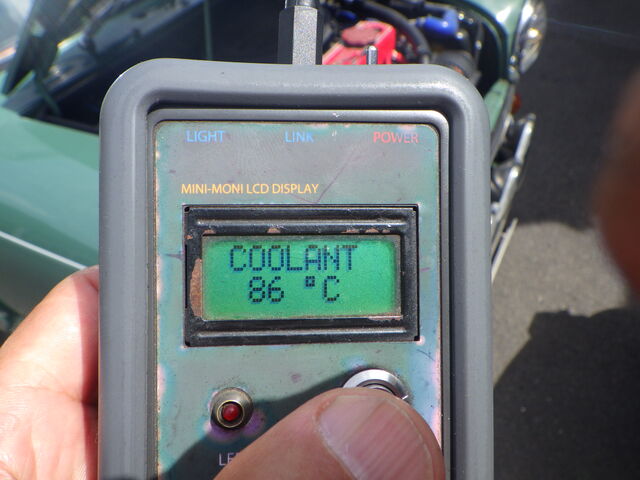 LIGHT LINK POWER
MINI-MONI LCD DISPLAY
COOLANT
86 °C